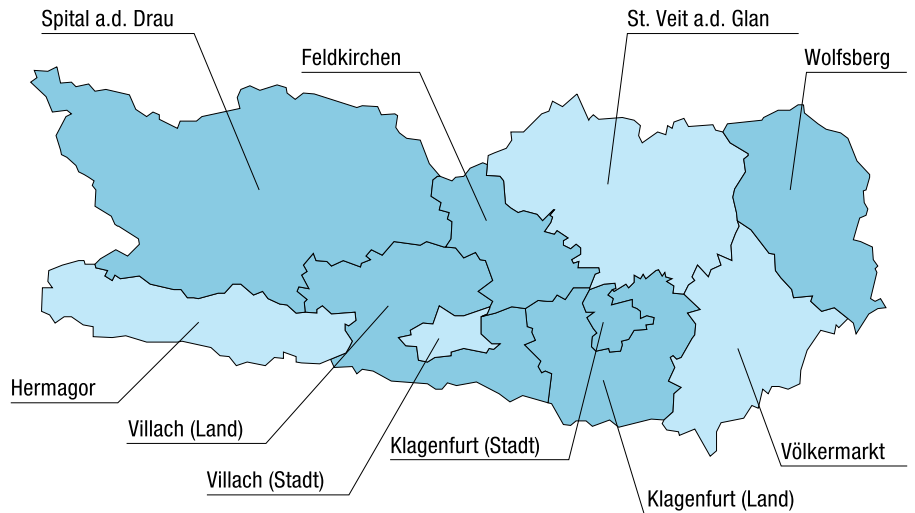 Spital a.d. Drau
St. Veit a.d. Glan
Feldkirchen
Wolfsberg
Hermagor
Villach (Land)
Klagenfurt (Stadt)
Völkermarkt
Villach (Stadt)
Klagenfurt (Land)